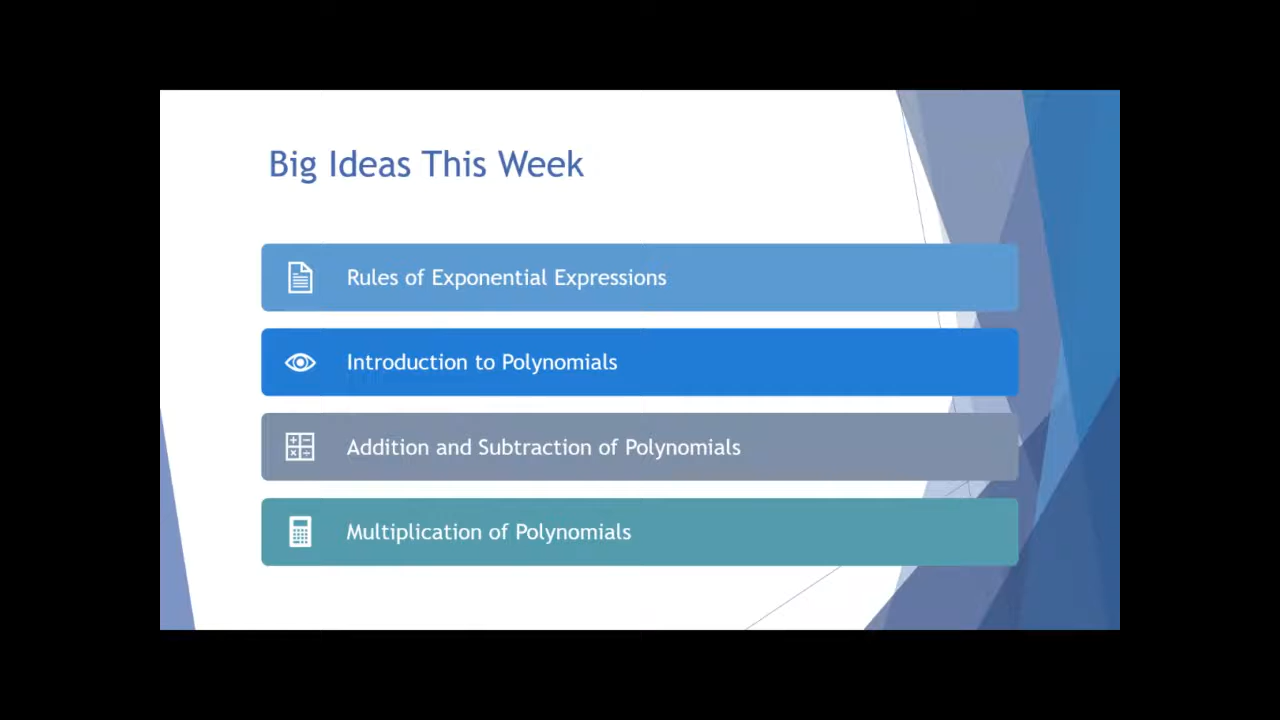 Big Ideas This Week
Rules of Exponential Expressions
Introduction to Polynomials
Addition and Subtraction of Polynomials
Multiplication of Polynomials